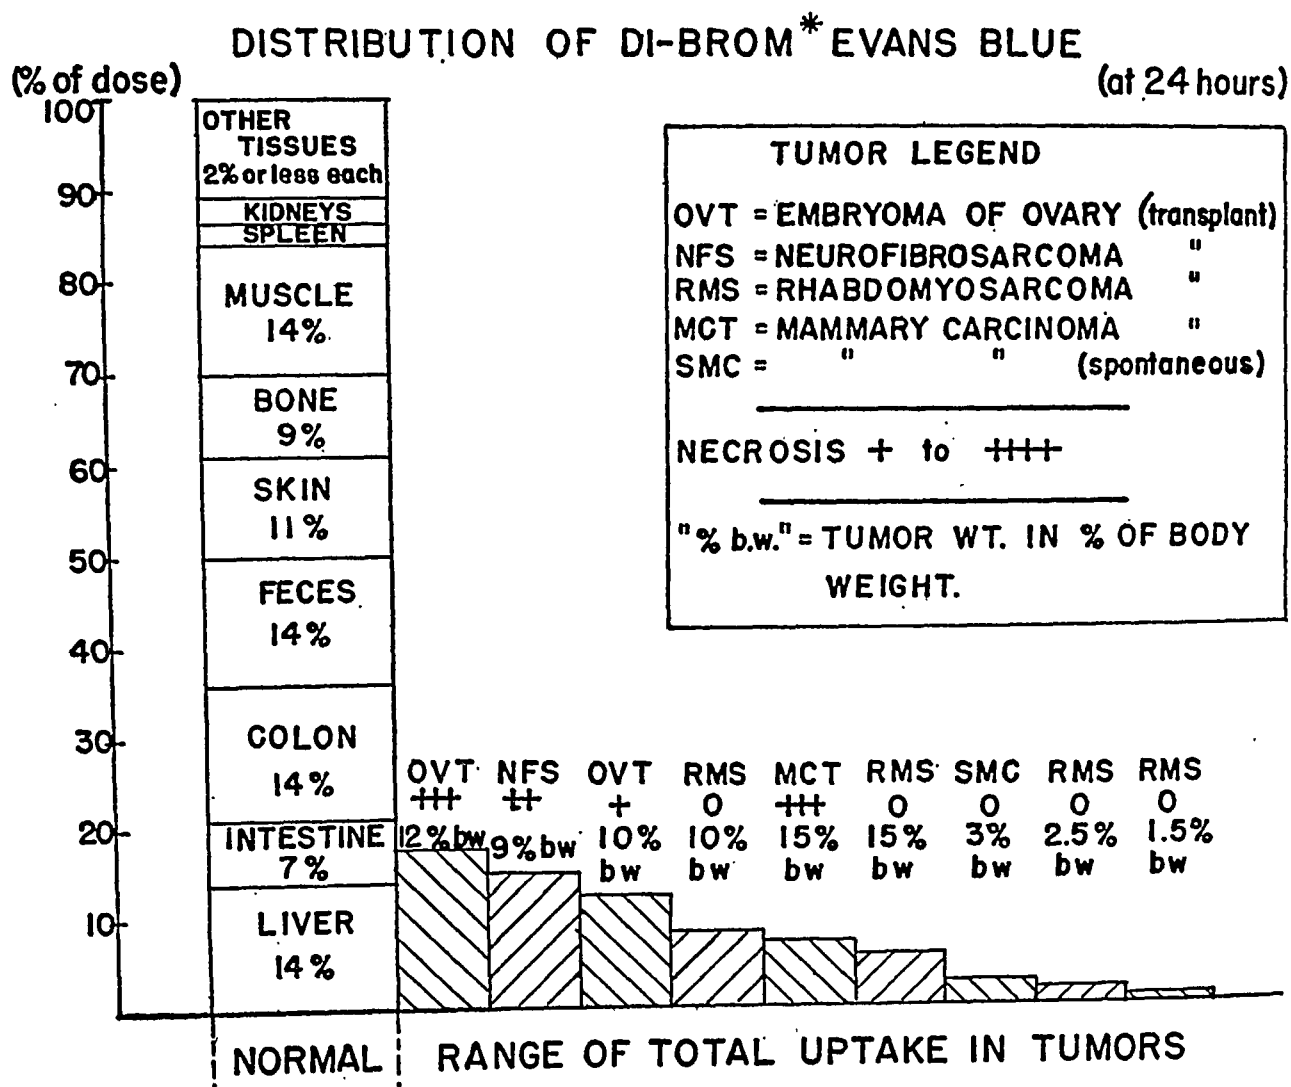 DISTRIBUTION OF DI-BROM* EVANS BLUE
(% of dose)
(at 24 hours)
100
90
80
70
60
50
40
30
20
10
OTHER
TISSUES
2% or less each
KIDNEYS
SPLEEN
MUSCLE
14%
BONE
9%
SKIN
11%
FECES
14%
COLON
14%
INTESTINE
7%
LIVER
14%
TUMOR LEGEND
OVT = EMBRYOMA OF OVARY (transplant)
NFS = NEUROFIBROSARCOMA "
RMS = RHABDOMYOSARCOMA "
MCT = MAMMARY CARCINOMA "
SMC = " " (spontaneous)
NECROSIS + to ++++
"% b.w." = TUMOR WT. IN % OF BODY
WEIGHT.
OVT NFS OVT RMS MCT RMS SMC RMS RMS
+++ ++ + O +++ O O O O
12% bw 9% bw 10% 10% 15% 15% 3% 2.5% 1.5%
bw bw bw bw bw bw bw
NORMAL
RANGE OF TOTAL UPTAKE IN TUMORS